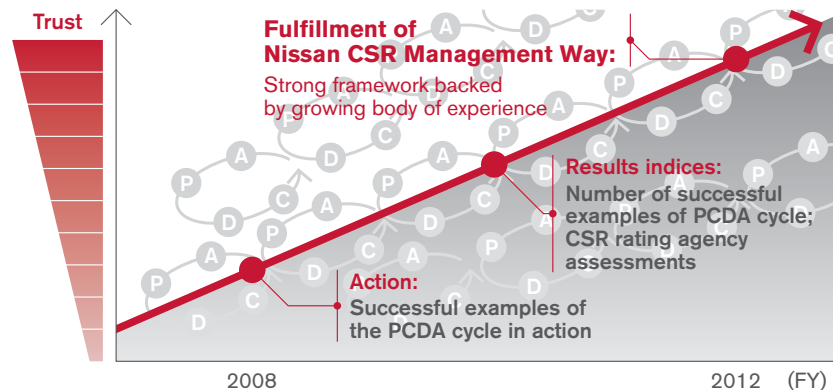 Trust
Fulfillment of
Nissan CSR Management Way:
Strong framework backed
by growing body of experience
Results indices:
Number of successful
examples of PCDA cycle;
CSR rating agency
assessments
Action:
Successful examples of
the PCDA cycle in action
2008
2012
(FY)